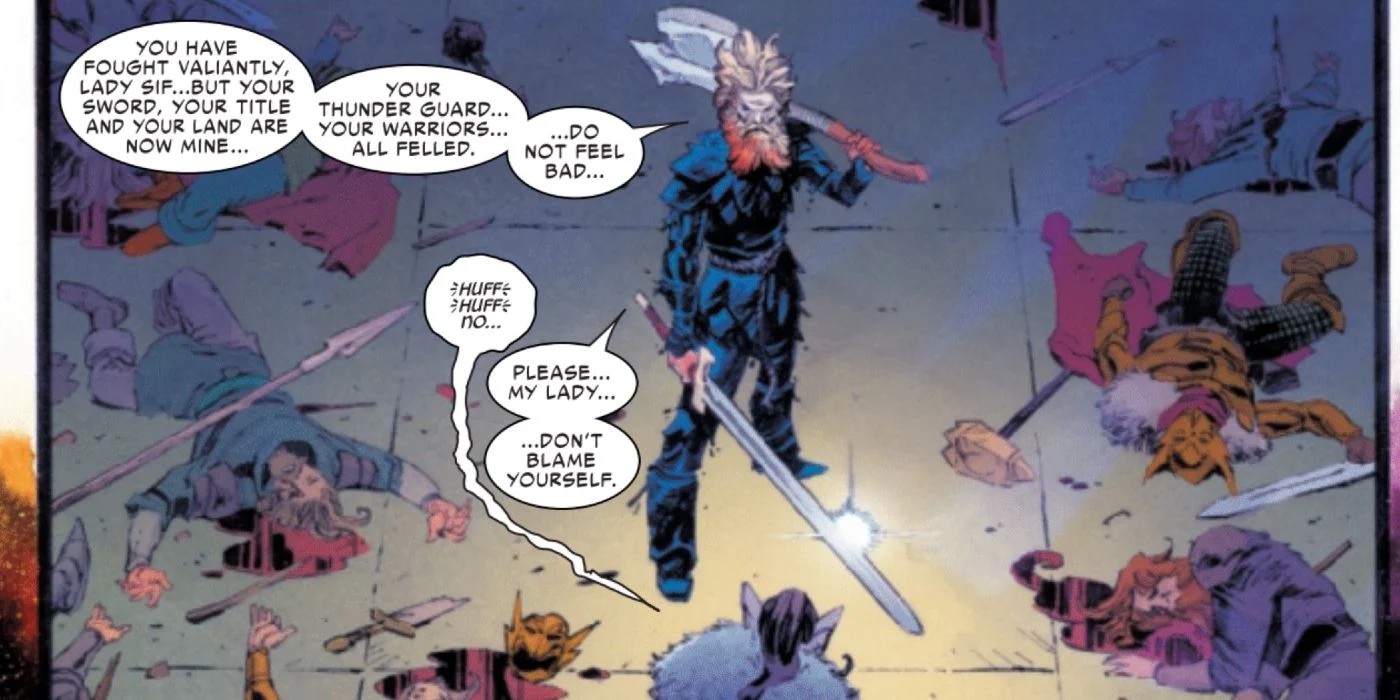 YOU HAVE
FOUGHT VALIANTLY,
LADY SIF...BUT YOUR
SWORD, YOUR TITLE
AND YOUR LAND ARE
NOW MINE...
YOUR
THUNDER GUARD...
YOUR WARRIORS...
ALL FELLED.
...DO
NOT FEEL
BAD...
HUFF
HUFF
NO...
PLEASE...
MY LADY...
...DON'T
BLAME
YOURSELF.